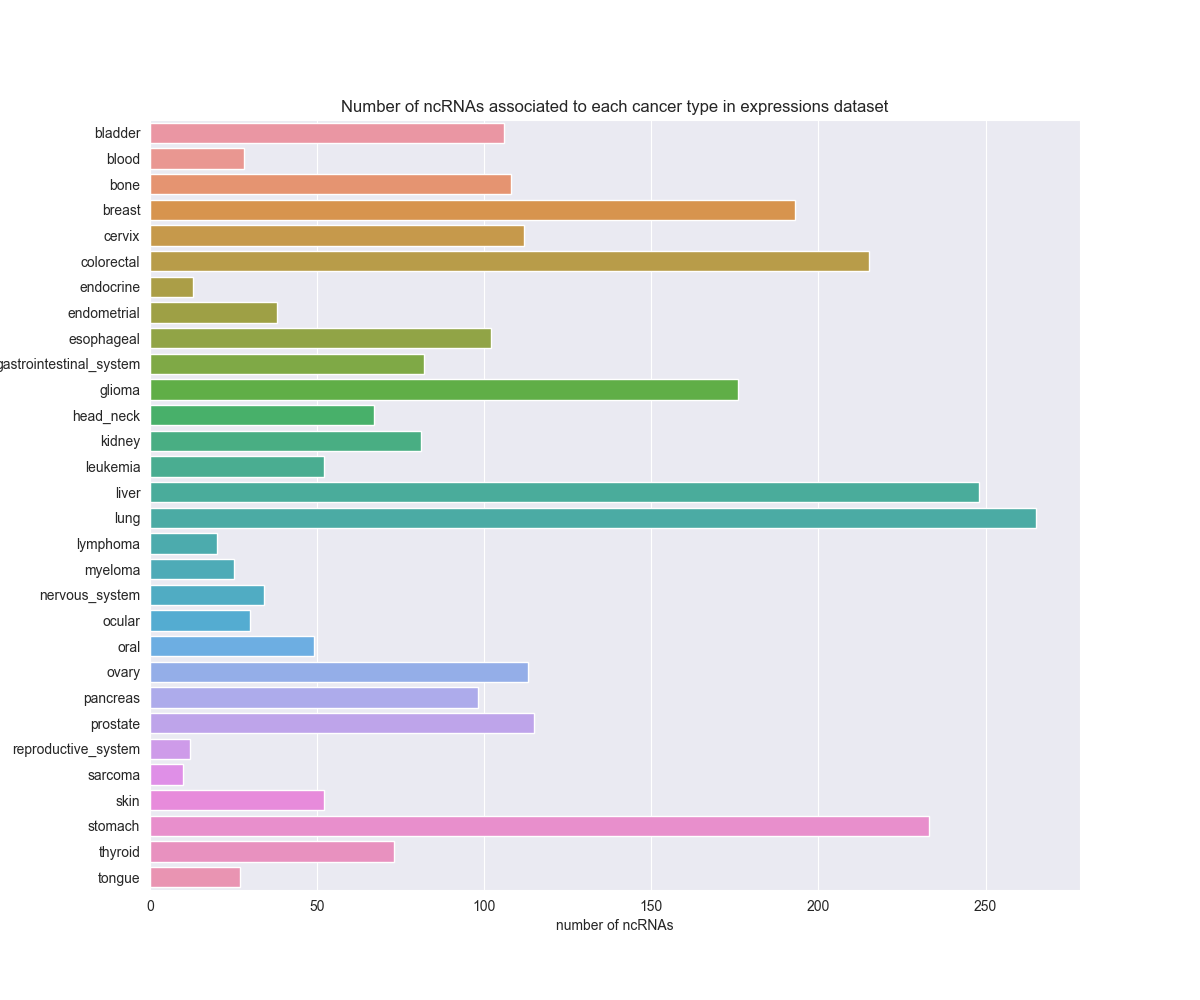 Number of ncRNAs associated to each cancer type in expressions dataset
bladder
blood
bone
breast
cervix
colorectal
endocrine
endometrial
esophageal
gastrointestinal_system
glioma
head_neck
kidney
leukemia
liver
lung
lymphoma
myeloma
nervous_system
ocular
oral
ovary
pancreas
prostate
reproductive_system
sarcoma
skin
stomach
thyroid
tongue
0 50 100 150 200 250
number of ncRNAs